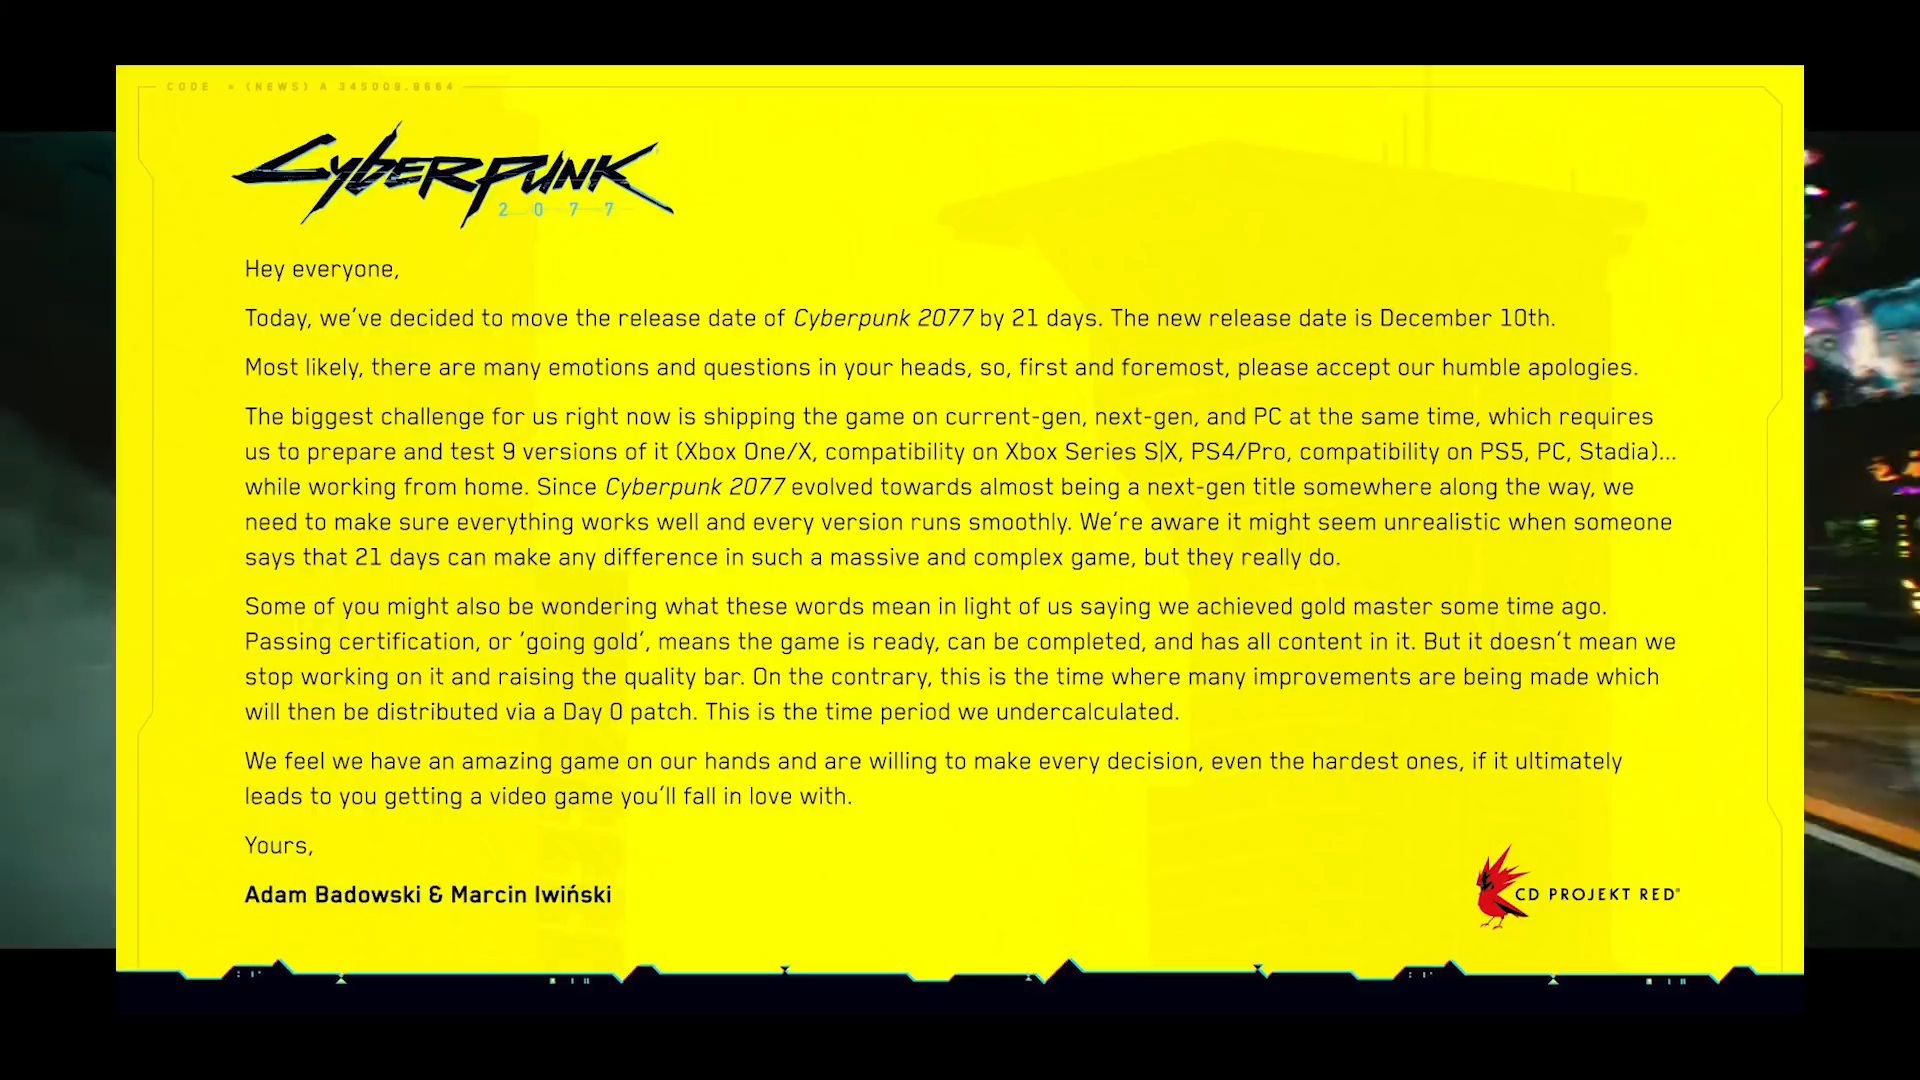 CODE • (NEWS) A 345008.8664
CYBERPUNK
2077
Hey everyone,
Today, we've decided to move the release date of Cyberpunk 2077 by 21 days. The new release date is December 10th.
Most likely, there are many emotions and questions in your heads, so, first and foremost, please accept our humble apologies.
The biggest challenge for us right now is shipping the game on current-gen, next-gen, and PC at the same time, which requires
us to prepare and test 9 versions of it (Xbox One/X, compatibility on Xbox Series S|X, PS4/Pro, compatibility on PS5, PC, Stadia)...
while working from home. Since Cyberpunk 2077 evolved towards almost being a next-gen title somewhere along the way, we
need to make sure everything works well and every version runs smoothly. We're aware it might seem unrealistic when someone
says that 21 days can make any difference in such a massive and complex game, but they really do.
Some of you might also be wondering what these words mean in light of us saying we achieved gold master some time ago.
Passing certification, or 'going gold', means the game is ready, can be completed, and has all content in it. But it doesn't mean we
stop working on it and raising the quality bar. On the contrary, this is the time where many improvements are being made which
will then be distributed via a Day 0 patch. This is the time period we undercalculated.
We feel we have an amazing game on our hands and are willing to make every decision, even the hardest ones, if it ultimately
leads to you getting a video game you'll fall in love with.
Yours,
Adam Badowski & Marcin Iwiński
CD PROJEKT RED®